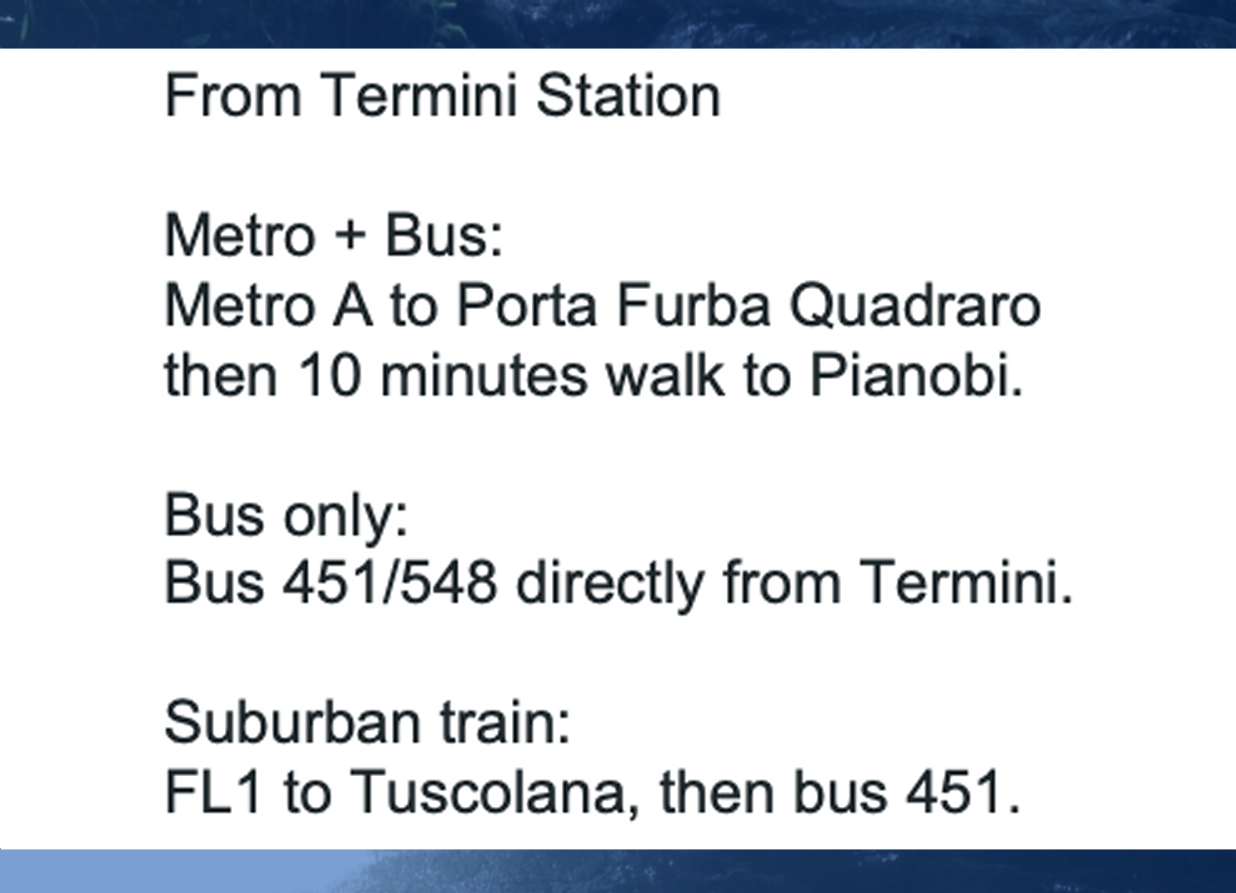 From Termini Station
Metro + Bus:
Metro A to Porta Furba Quadraro
then 10 minutes walk to Pianobi.
Bus only:
Bus 451/548 directly from Termini.
Suburban train:
FL1 to Tuscolana, then bus 451.